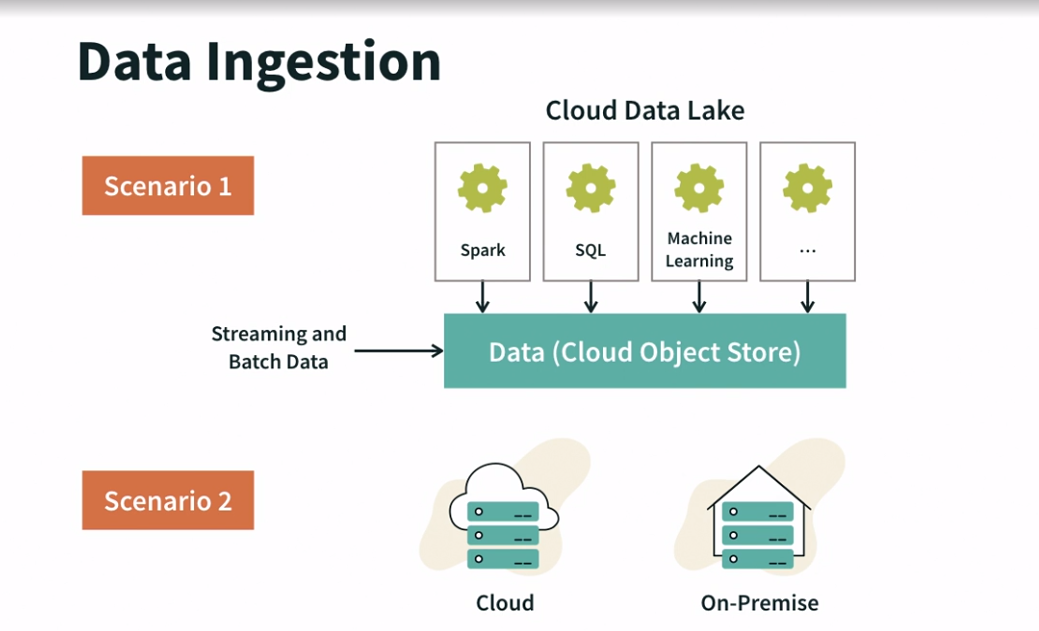 Data Ingestion
Cloud Data Lake
Scenario 1
Spark
SQL
Machine
Learning
...
Streaming and
Batch Data
Data (Cloud Object Store)
Scenario 2
Cloud
On-Premise